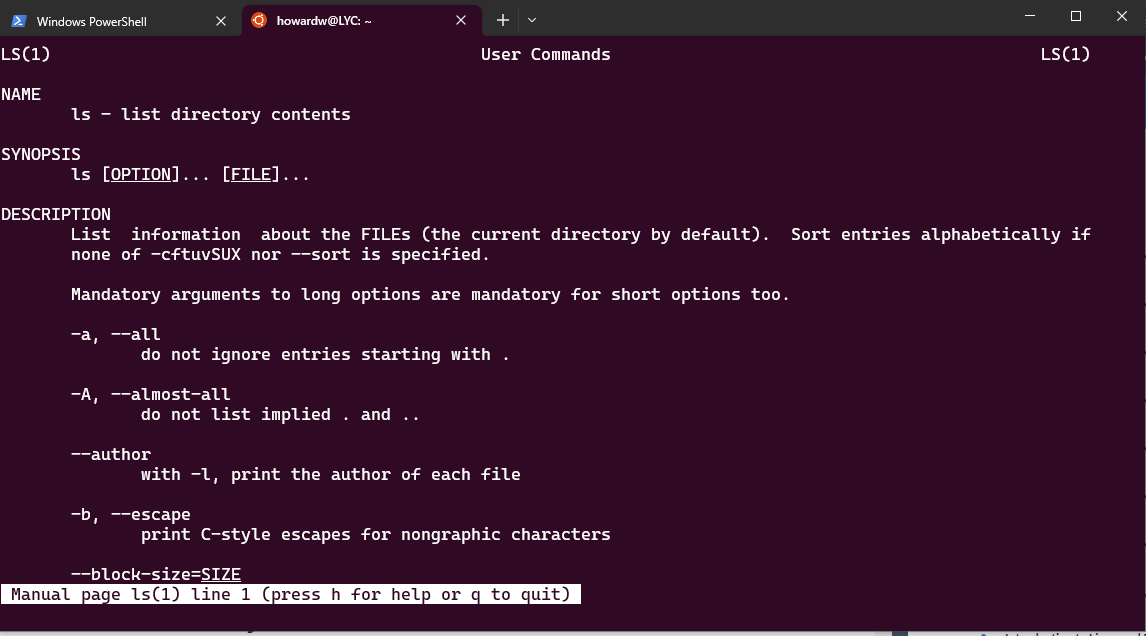 Windows PowerShell
howardw@LYC: ~
LS(1) User Commands LS(1)
NAME
ls - list directory contents
SYNOPSIS
ls [OPTION]... [FILE]...
DESCRIPTION
List  information  about the FILEs (the current directory by default).  Sort entries alphabetically if
none of -cftuvSUX nor --sort is specified.
Mandatory arguments to long options are mandatory for short options too.
-a, --all
do not ignore entries starting with .
-A, --almost-all
do not list implied . and ..
--author
with -l, print the author of each file
-b, --escape
print C-style escapes for nongraphic characters
--block-size=SIZE
Manual page ls(1) line 1 (press h for help or q to quit)